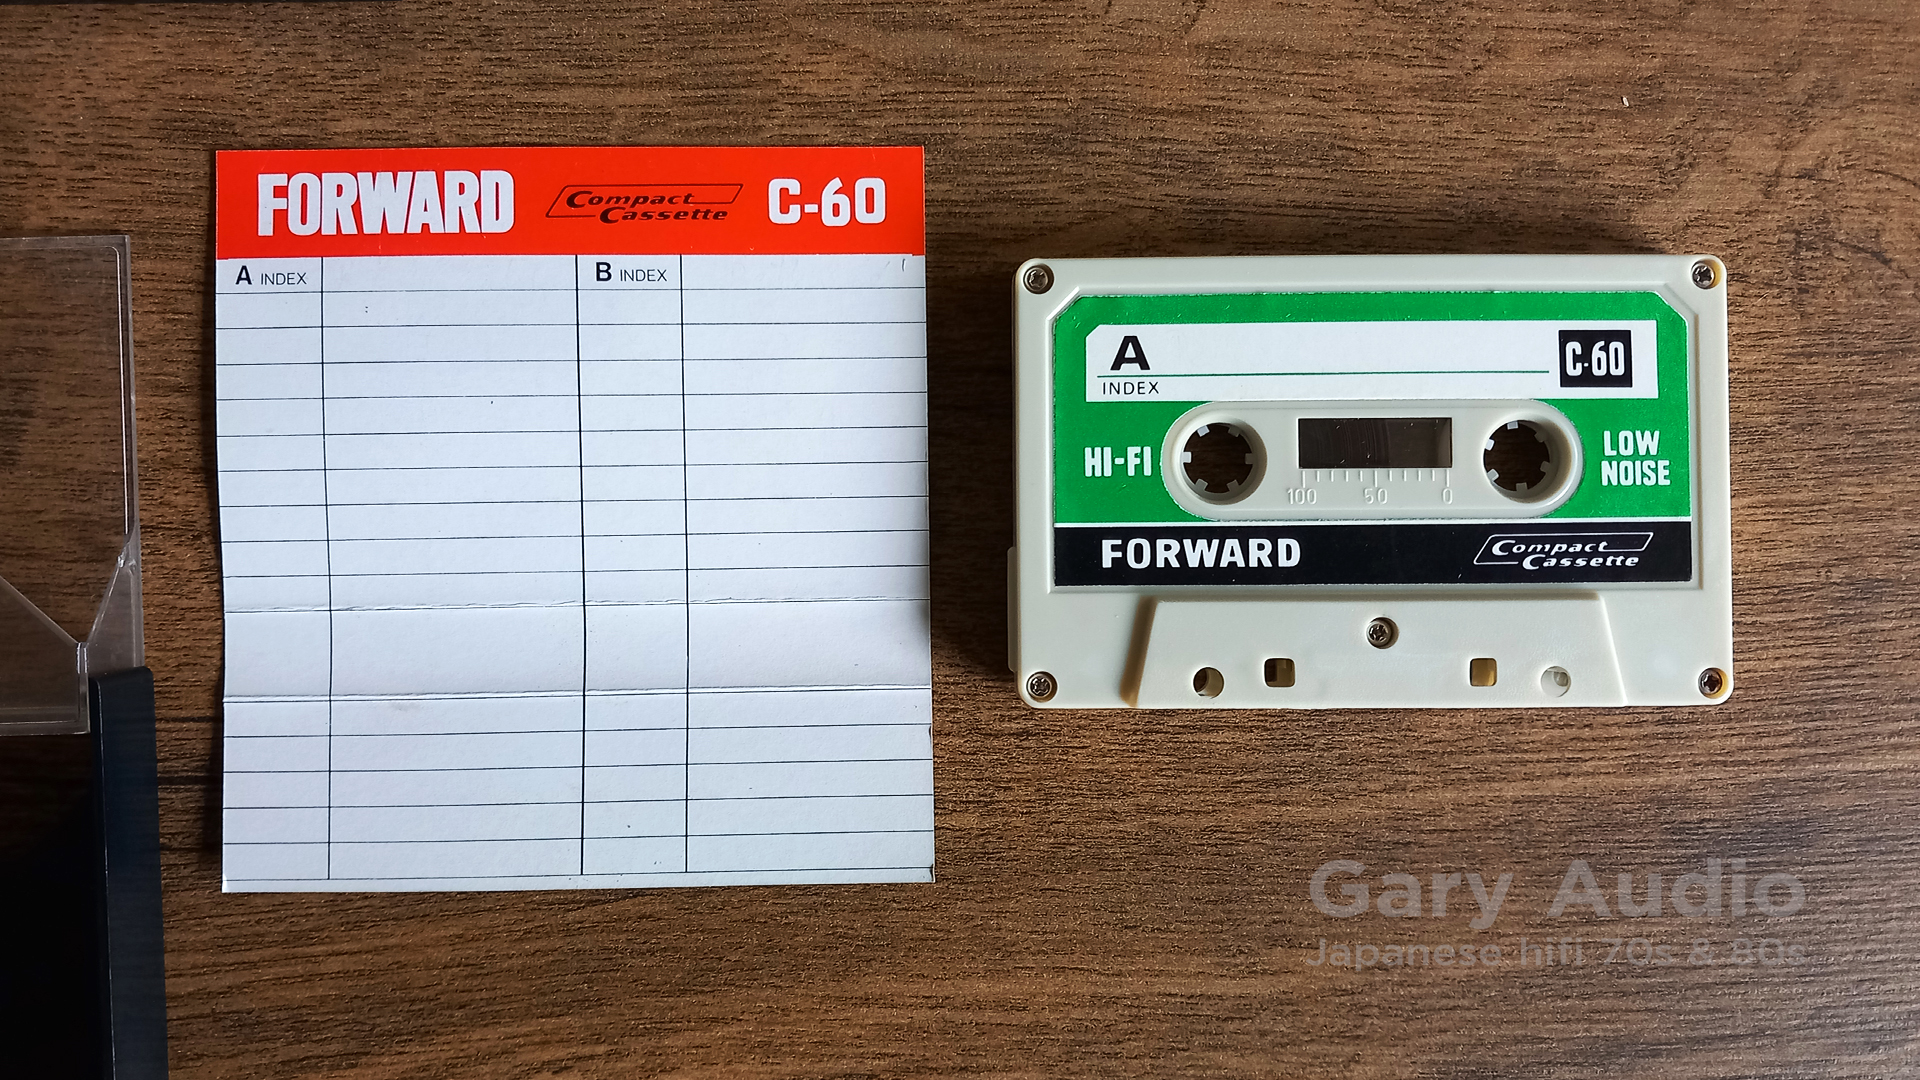 FORWARD Compact Cassette C-60
A INDEX B INDEX
A
INDEX
C-60
HI-FI
LOW
NOISE
100 50 0
FORWARD
Compact
Cassette
Gary Audio
Japanese hifi 70s & 80s